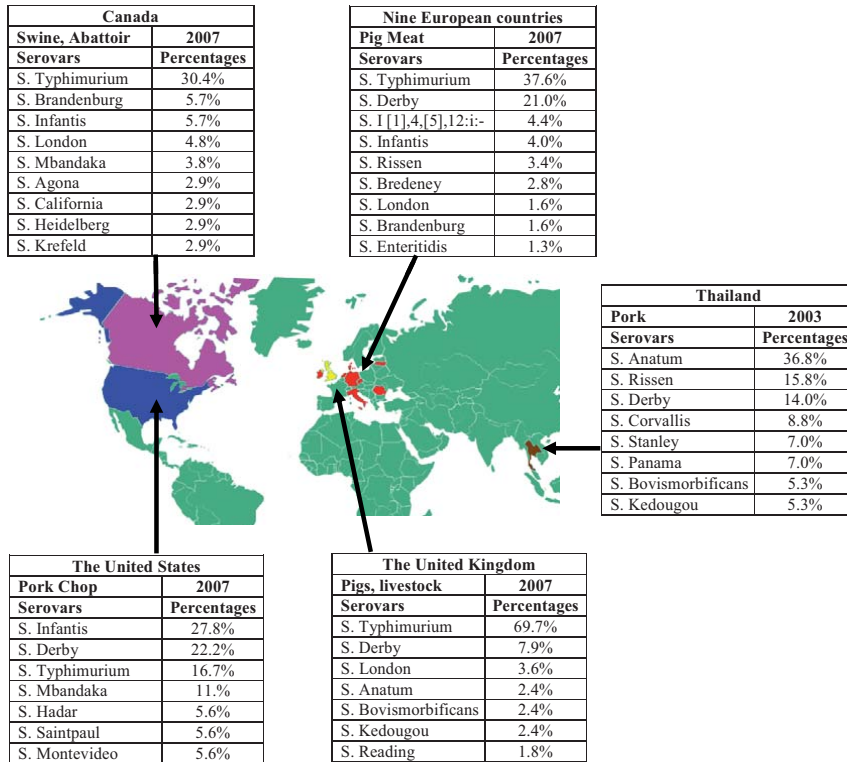 Canada
Swine, Abattoir 2007
Serovars Percentages
S. Typhimurium 30.4%
S. Brandenburg 5.7%
S. Infantis 5.7%
S. London 4.8%
S. Mbandaka 3.8%
S. Agona 2.9%
S. California 2.9%
S. Heidelberg 2.9%
S. Krefeld 2.9%
Nine European countries
Pig Meat 2007
Serovars Percentages
S. Typhimurium 37.6%
S. Derby 21.0%
S. I [1],4,[5],12:i:- 4.4%
S. Infantis 4.0%
S. Rissen 3.4%
S. Bredeney 2.8%
S. London 1.6%
S. Brandenburg 1.6%
S. Enteritidis 1.3%
Thailand
Pork 2003
Serovars Percentages
S. Anatum 36.8%
S. Rissen 15.8%
S. Derby 14.0%
S. Corvallis 8.8%
S. Stanley 7.0%
S. Panama 7.0%
S. Bovismorbificans 5.3%
S. Kedougou 5.3%
The United States
Pork Chop 2007
Serovars Percentages
S. Infantis 27.8%
S. Derby 22.2%
S. Typhimurium 16.7%
S. Mbandaka 11.%
S. Hadar 5.6%
S. Saintpaul 5.6%
S. Montevideo 5.6%
The United Kingdom
Pigs, livestock 2007
Serovars Percentages
S. Typhimurium 69.7%
S. Derby 7.9%
S. London 3.6%
S. Anatum 2.4%
S. Bovismorbificans 2.4%
S. Kedougou 2.4%
S. Reading 1.8%